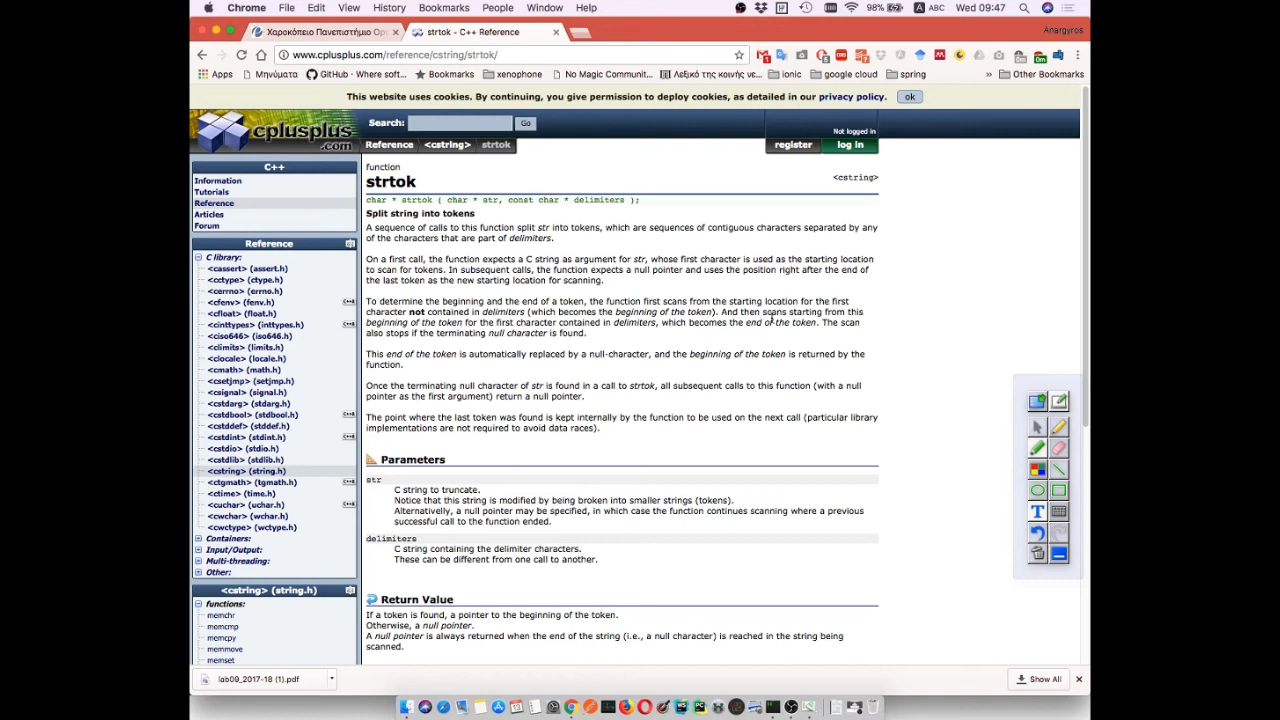 Chrome File Edit View History Bookmarks People Window Help 98% ABC Wed 09:47
Χαροκόπειο Πανεπιστήμιο Ορ strtok - C++ Reference Anargyros
www.cplusplus.com/reference/cstring/strtok/
Apps Μηνύματα GitHub · Where soft... Bookmarks xenophone No Magic Communit... Λεξικό της κοινής νε... ionic google cloud spring » Other Bookmarks
This website uses cookies. By continuing, you give permission to deploy cookies, as detailed in our privacy policy. ok
cplusplus.com
Search: Go
Not logged in
Reference <cstring> strtok register log in
C++
Information
Tutorials
Reference
Articles
Forum
Reference
C library:
<cassert> (assert.h)
<cctype> (ctype.h)
<cerrno> (errno.h)
<cfenv> (fenv.h)
<cfloat> (float.h)
<cinttypes> (inttypes.h)
<ciso646> (iso646.h)
<climits> (limits.h)
<clocale> (locale.h)
<cmath> (math.h)
<csetjmp> (setjmp.h)
<csignal> (signal.h)
<cstdarg> (stdarg.h)
<cstdbool> (stdbool.h)
<cstddef> (stddef.h)
<cstdint> (stdint.h)
<cstdio> (stdio.h)
<cstdlib> (stdlib.h)
<cstring> (string.h)
<ctgmath> (tgmath.h)
<ctime> (time.h)
<cuchar> (uchar.h)
<cwchar> (wchar.h)
<cwctype> (wctype.h)
Containers:
Input/Output:
Multi-threading:
Other:
<cstring> (string.h)
functions:
memchr
memcmp
memcpy
memmove
memset
function
strtok <cstring>
char * strtok ( char * str, const char * delimiters );
Split string into tokens
A sequence of calls to this function split str into tokens, which are sequences of contiguous characters separated by any
of the characters that are part of delimiters.
On a first call, the function expects a C string as argument for str, whose first character is used as the starting location
to scan for tokens. In subsequent calls, the function expects a null pointer and uses the position right after the end of
the last token as the new starting location for scanning.
To determine the beginning and the end of a token, the function first scans from the starting location for the first
character not contained in delimiters (which becomes the beginning of the token). And then scans starting from this
beginning of the token for the first character contained in delimiters, which becomes the end of the token. The scan
also stops if the terminating null character is found.
This end of the token is automatically replaced by a null-character, and the beginning of the token is returned by the
function.
Once the terminating null character of str is found in a call to strtok, all subsequent calls to this function (with a null
pointer as the first argument) return a null pointer.
The point where the last token was found is kept internally by the function to be used on the next call (particular library
implementations are not required to avoid data races).
Parameters
str
C string to truncate.
Notice that this string is modified by being broken into smaller strings (tokens).
Alternativelly, a null pointer may be specified, in which case the function continues scanning where a previous
successful call to the function ended.
delimiters
C string containing the delimiter characters.
These can be different from one call to another.
Return Value
If a token is found, a pointer to the beginning of the token.
Otherwise, a null pointer.
A null pointer is always returned when the end of the string (i.e., a null character) is reached in the string being
scanned.
T
lab09_2017-18 (1).pdf Show All